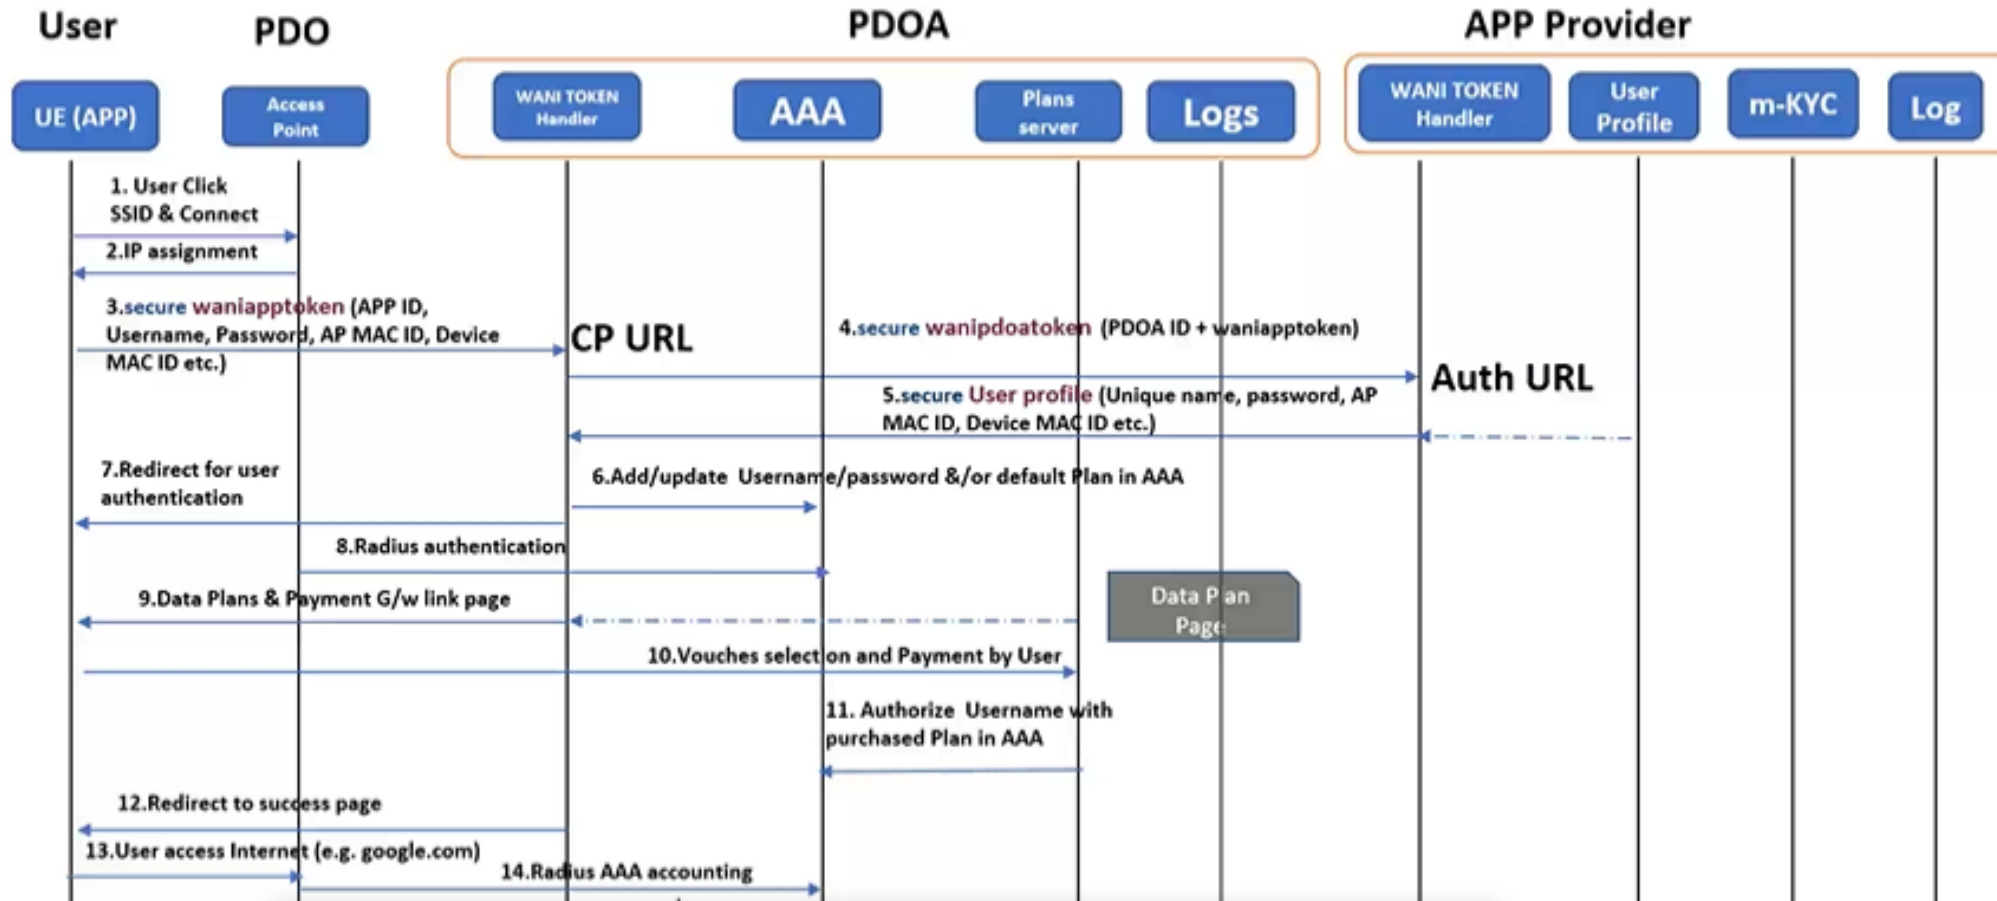 User
PDO
PDOA
APP Provider
UE (APP)
Access
Point
WANI TOKEN
Handler
AAA
Plans
server
Logs
WANI TOKEN
Handler
User
Profile
m-KYC
Log
1. User Click
SSID & Connect
2.IP assignment
3.secure waniapptoken (APP ID,
Username, Password, AP MAC ID, Device
MAC ID etc.)
CP URL
4.secure wanipdoatoken (PDOA ID + waniapptoken)
Auth URL
5.secure User profile (Unique name, password, AP
MAC ID, Device MAC ID etc.)
6.Add/update Username/password &/or default Plan in AAA
7.Redirect for user
authentication
8.Radius authentication
9.Data Plans & Payment G/w link page
Data Plan
Page
10.Vouches selection and Payment by User
11. Authorize Username with
purchased Plan in AAA
12.Redirect to success page
13.User access Internet (e.g. google.com)
14.Radius AAA accounting